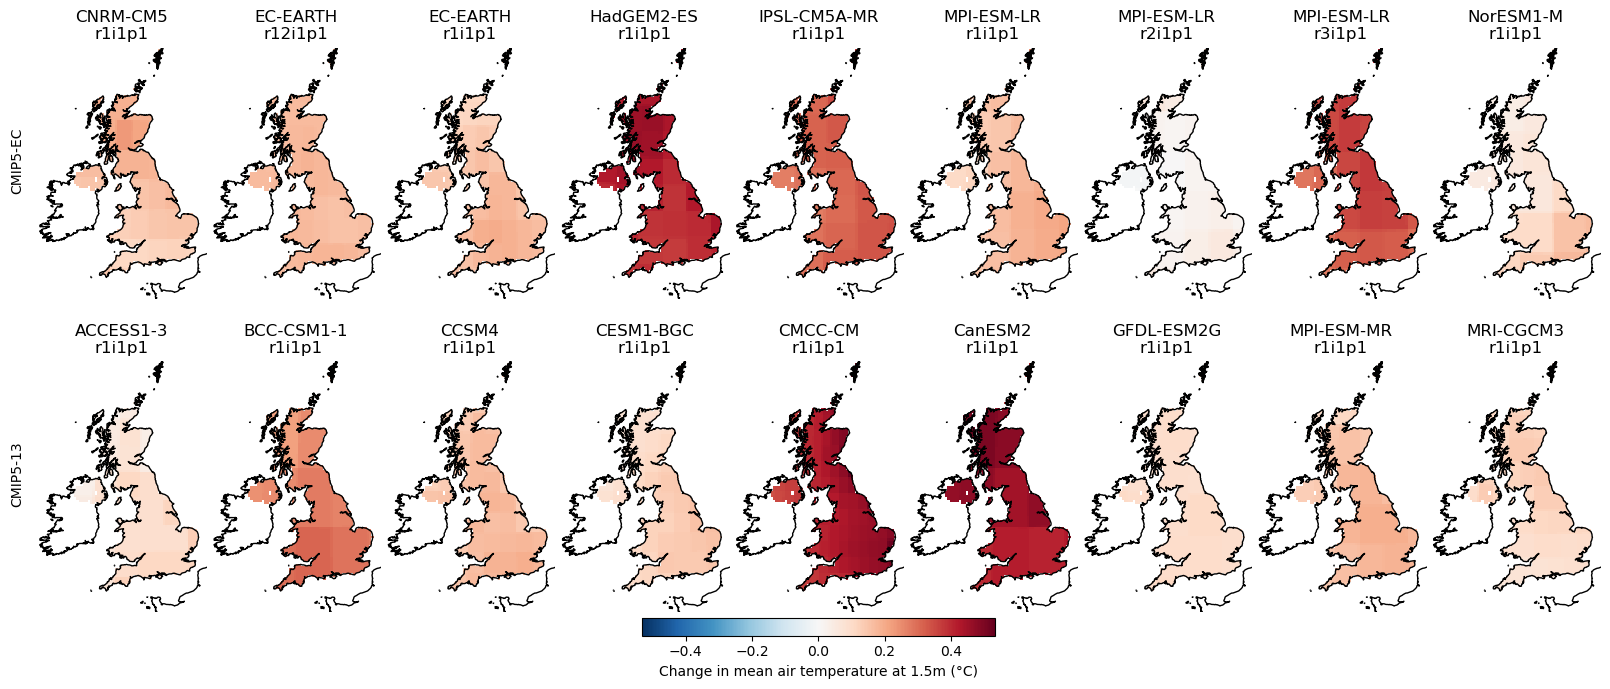 CNRM-CM5
r1i1p1
EC-EARTH
r12i1p1
EC-EARTH
r1i1p1
HadGEM2-ES
r1i1p1
IPSL-CM5A-MR
r1i1p1
MPI-ESM-LR
r1i1p1
MPI-ESM-LR
r2i1p1
MPI-ESM-LR
r3i1p1
NorESM1-M
r1i1p1
CMIP5-EC
ACCESS1-3
r1i1p1
BCC-CSM1-1
r1i1p1
CCSM4
r1i1p1
CESM1-BGC
r1i1p1
CMCC-CM
r1i1p1
CanESM2
r1i1p1
GFDL-ESM2G
r1i1p1
MPI-ESM-MR
r1i1p1
MRI-CGCM3
r1i1p1
CMIP5-13
−0.4 −0.2 0.0 0.2 0.4
Change in mean air temperature at 1.5m (°C)